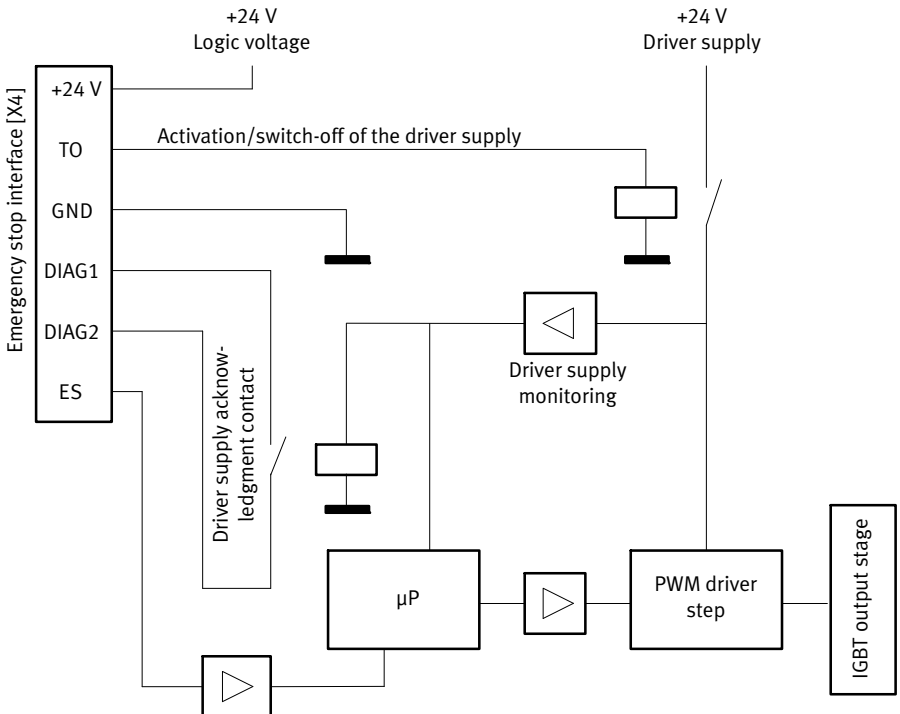 +24 V
Logic voltage
+24 V
Driver supply
Emergency stop interface [X4]
+24 V
TO
GND
DIAG1
DIAG2
ES
Activation/switch-off of the driver supply
Driver supply
monitoring
Driver supply acknow-
ledgment contact
µP
PWM driver
step
IGBT output stage